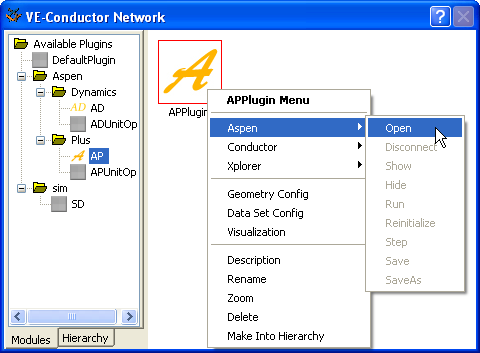 VE-Conductor Network
Available Plugins
DefaultPlugin
Aspen
Dynamics
AD
ADUnitOp
Plus
AP
APUnitOp
sim
SD
Modules
Hierarchy
APPlugin
APPlugin Menu
Aspen
Conductor
Xplorer
Geometry Config
Data Set Config
Visualization
Description
Rename
Zoom
Delete
Make Into Hierarchy
Open
Disconnect
Show
Hide
Run
Reinitialize
Step
Save
SaveAs